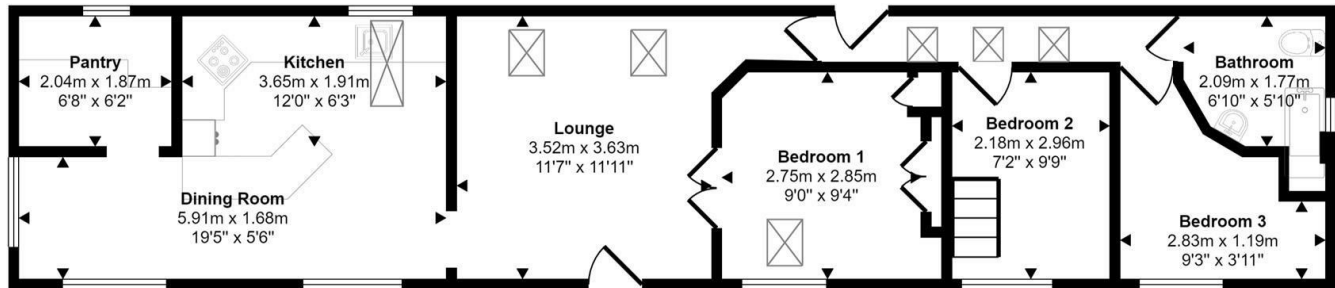 Pantry
2.04m x 1.87m
6'8" x 6'2"
Kitchen
3.65m x 1.91m
12'0" x 6'3"
Dining Room
5.91m x 1.68m
19'5" x 5'6"
Lounge
3.52m x 3.63m
11'7" x 11'11"
Bedroom 1
2.75m x 2.85m
9'0" x 9'4"
Bedroom 2
2.18m x 2.96m
7'2" x 9'9"
Bathroom
2.09m x 1.77m
6'10" x 5'10"
Bedroom 3
2.83m x 1.19m
9'3" x 3'11"